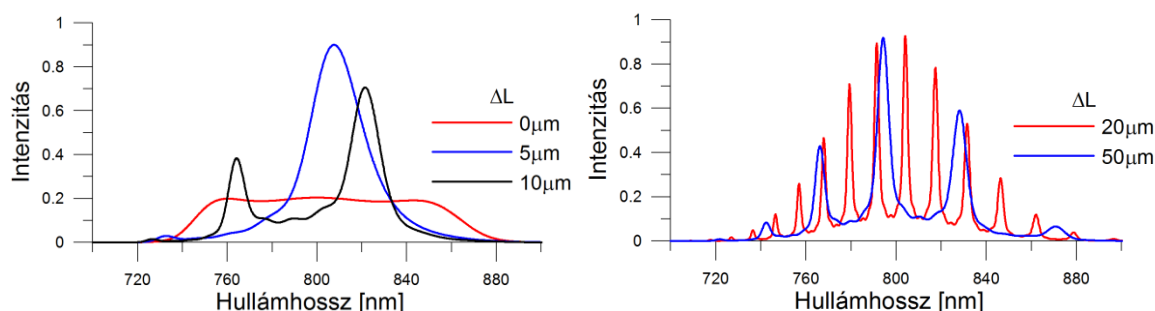 1
0.8
0.6
0.4
0.2
0
Intenzitás
720 760 800 840 880
Hullámhossz [nm]
ΔL
0μm
5μm
10μm
1
0.8
0.6
0.4
0.2
0
Intenzitás
720 760 800 840 880
Hullámhossz [nm]
ΔL
20μm
50μm